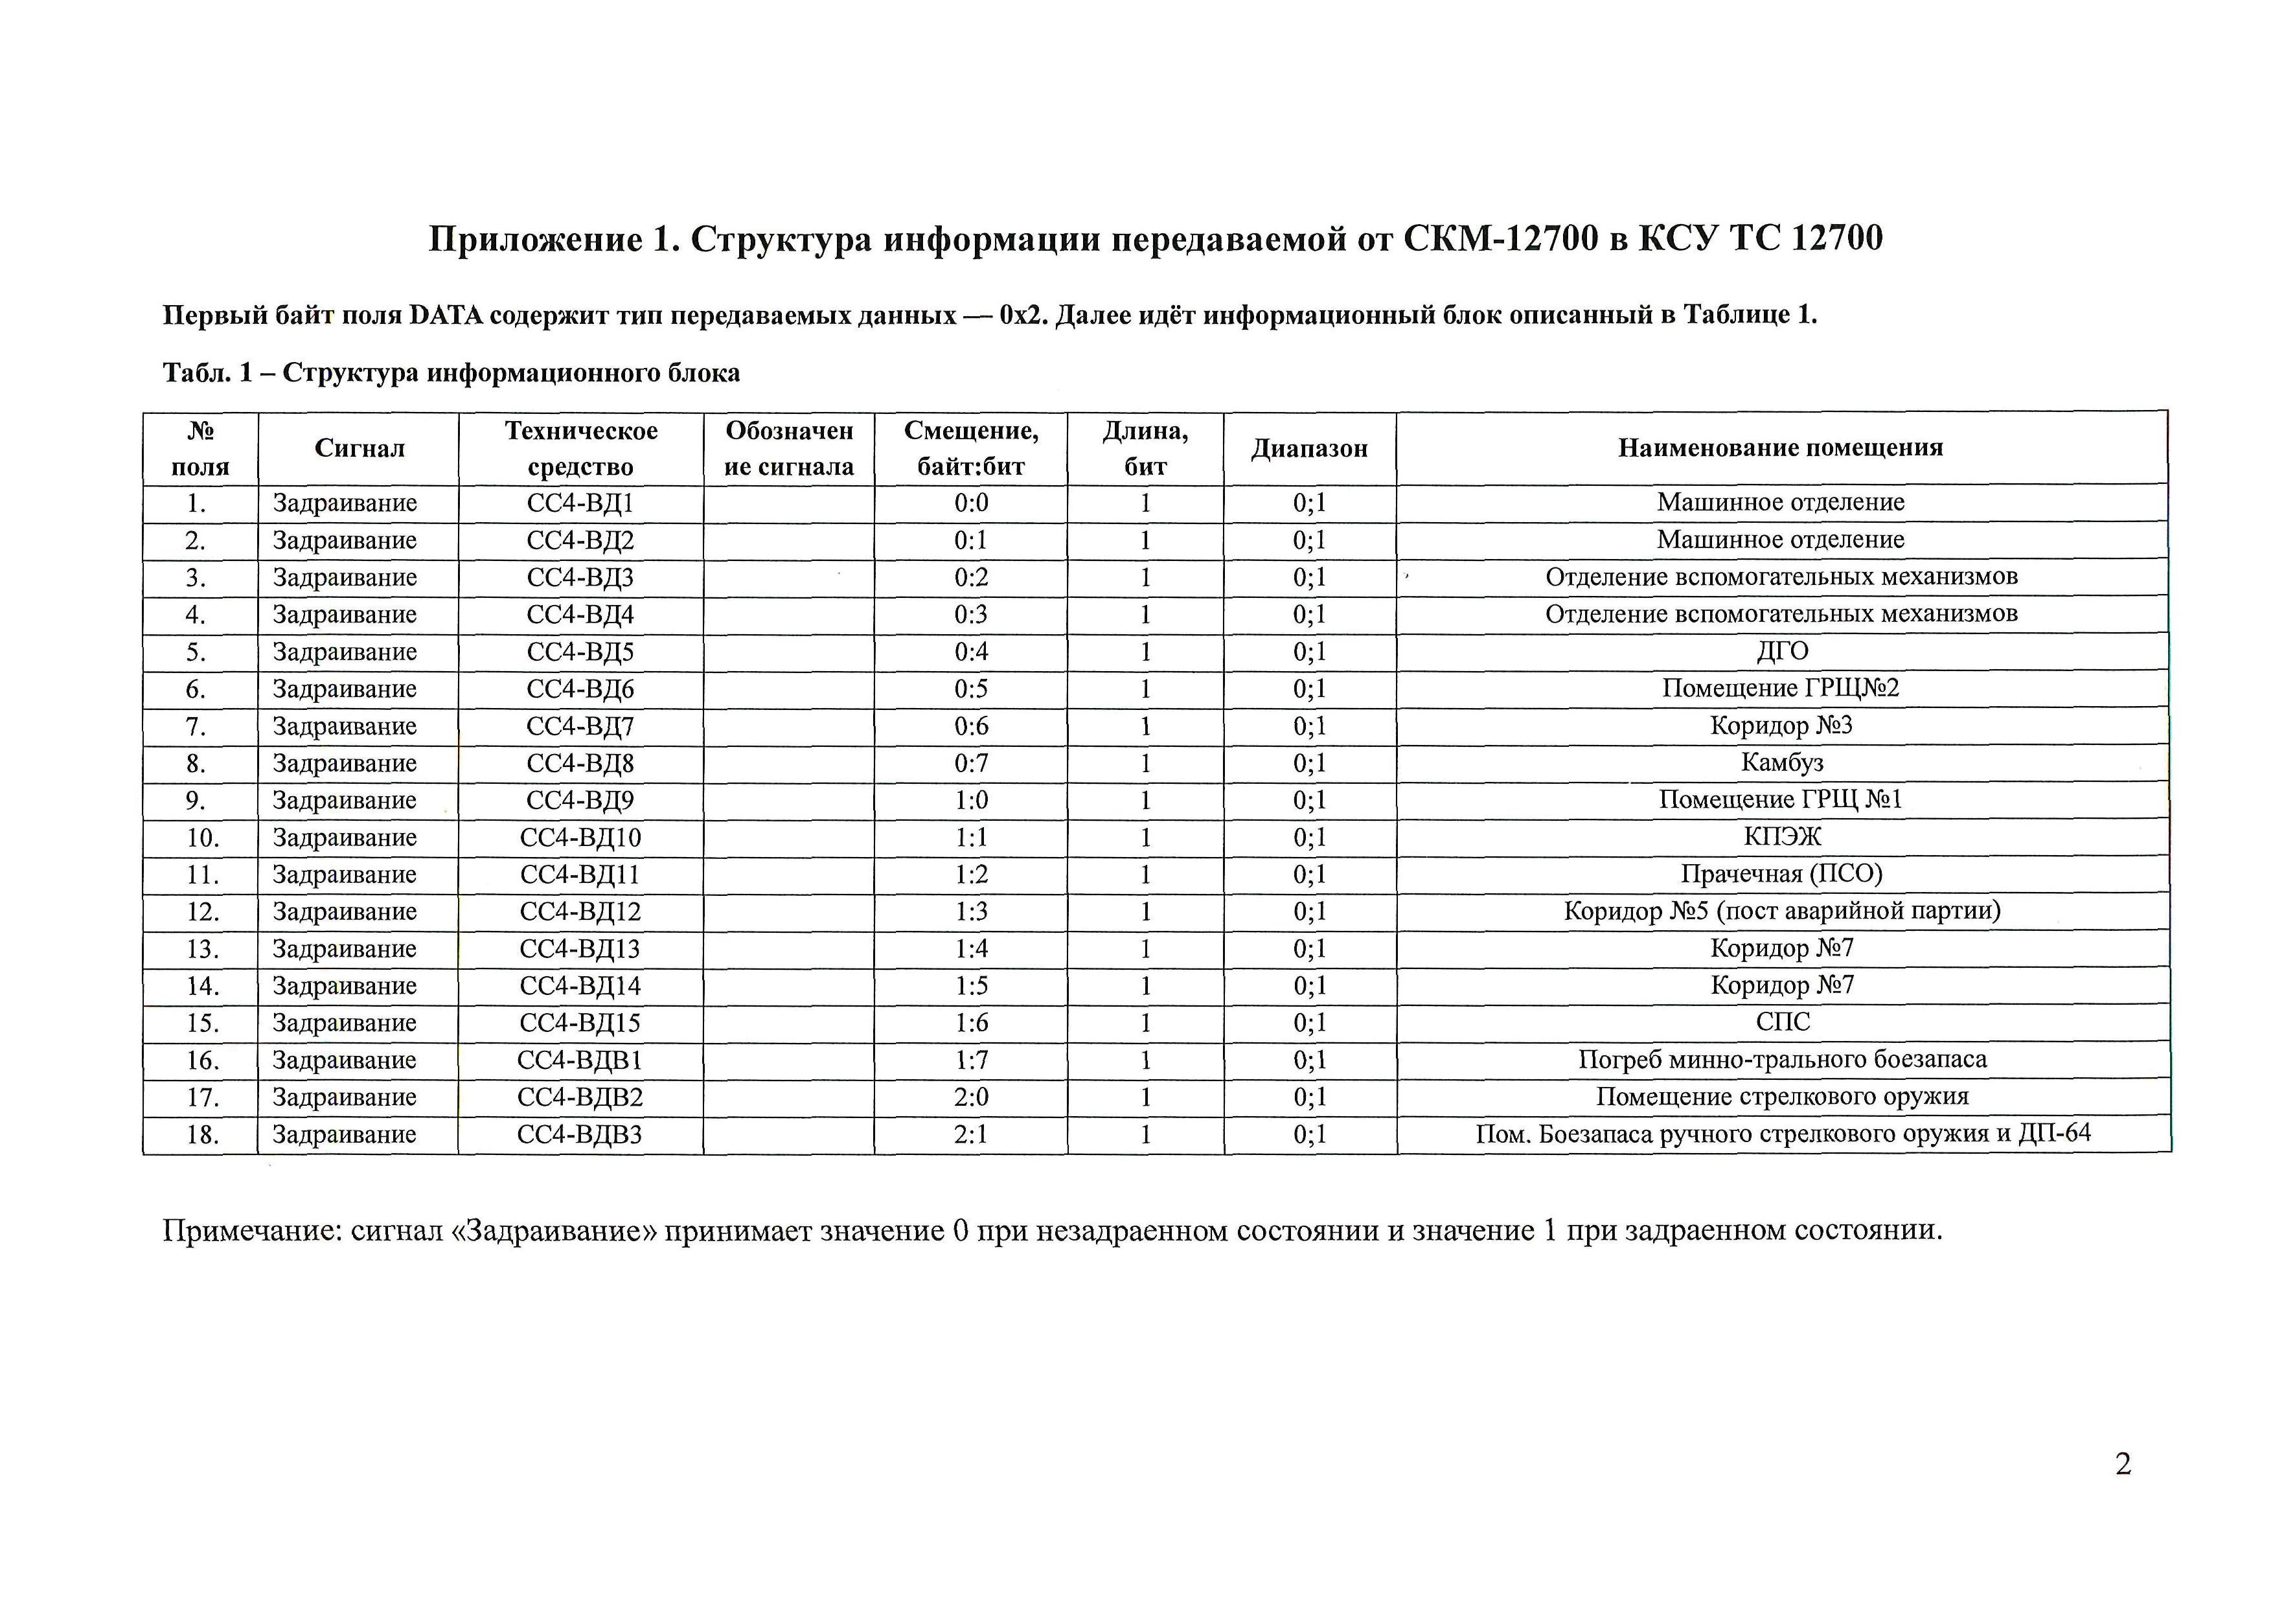 Приложение 1. Структура информации передаваемой от СКМ-12700 в КСУ ТС 12700
Первый байт поля DATA содержит тип передаваемых данных — 0x2. Далее идёт информационный блок описанный в Таблице 1.
Табл. 1 – Структура информационного блока
№ поля Сигнал Техническое средство Обозначен ие сигнала Смещение, байт:бит Длина, бит Диапазон Наименование помещения
1. Задраивание СС4-ВД1 0:0 1 0;1 Машинное отделение
2. Задраивание СС4-ВД2 0:1 1 0;1 Машинное отделение
3. Задраивание СС4-ВД3 0:2 1 0;1 Отделение вспомогательных механизмов
4. Задраивание СС4-ВД4 0:3 1 0;1 Отделение вспомогательных механизмов
5. Задраивание СС4-ВД5 0:4 1 0;1 ДГО
6. Задраивание СС4-ВД6 0:5 1 0;1 Помещение ГРЩ№2
7. Задраивание СС4-ВД7 0:6 1 0;1 Коридор №3
8. Задраивание СС4-ВД8 0:7 1 0;1 Камбуз
9. Задраивание СС4-ВД9 1:0 1 0;1 Помещение ГРЩ №1
10. Задраивание СС4-ВД10 1:1 1 0;1 КПЭЖ
11. Задраивание СС4-ВД11 1:2 1 0;1 Прачечная (ПСО)
12. Задраивание СС4-ВД12 1:3 1 0;1 Коридор №5 (пост аварийной партии)
13. Задраивание СС4-ВД13 1:4 1 0;1 Коридор №7
14. Задраивание СС4-ВД14 1:5 1 0;1 Коридор №7
15. Задраивание СС4-ВД15 1:6 1 0;1 СПС
16. Задраивание СС4-ВДВ1 1:7 1 0;1 Погреб минно-трального боезапаса
17. Задраивание СС4-ВДВ2 2:0 1 0;1 Помещение стрелкового оружия
18. Задраивание СС4-ВДВ3 2:1 1 0;1 Пом. Боезапаса ручного стрелкового оружия и ДП-64
Примечание: сигнал «Задраивание» принимает значение 0 при незадраенном состоянии и значение 1 при задраенном состоянии.
2